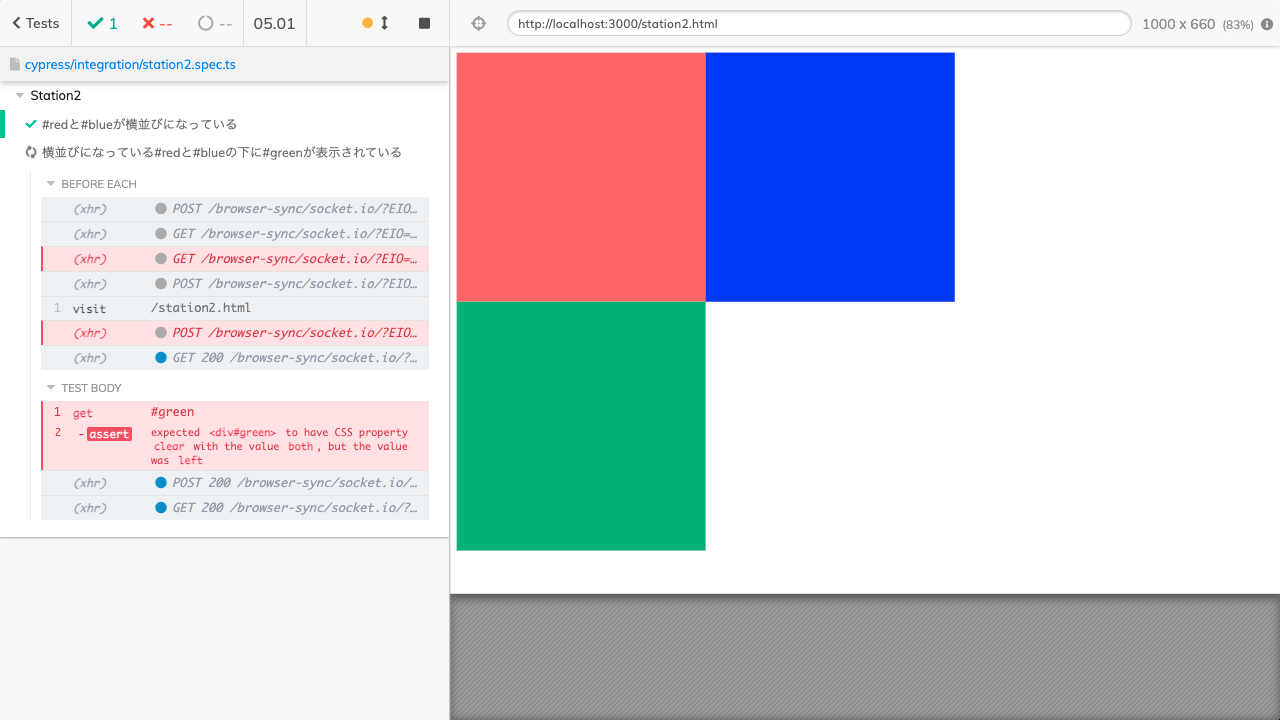 Tests 1 -- -- 05.01 http://localhost:3000/station2.html 1000 x 660 (83%)
cypress/integration/station2.spec.ts
Station2
#redと#blueが横並びになっている
横並びになっている#redと#blueの下に#greenが表示されている
BEFORE EACH
(xhr) POST /browser-sync/socket.io/?EIO…
(xhr) GET /browser-sync/socket.io/?EIO=…
(xhr) GET /browser-sync/socket.io/?EIO=…
(xhr) POST /browser-sync/socket.io/?EIO…
1 visit /station2.html
(xhr) POST /browser-sync/socket.io/?EIO…
(xhr) GET 200 /browser-sync/socket.io/?…
TEST BODY
1 get #green
2 -assert expected <div#green> to have CSS property
clear with the value both, but the value
was left
(xhr) POST 200 /browser-sync/socket.io/…
(xhr) GET 200 /browser-sync/socket.io/?…